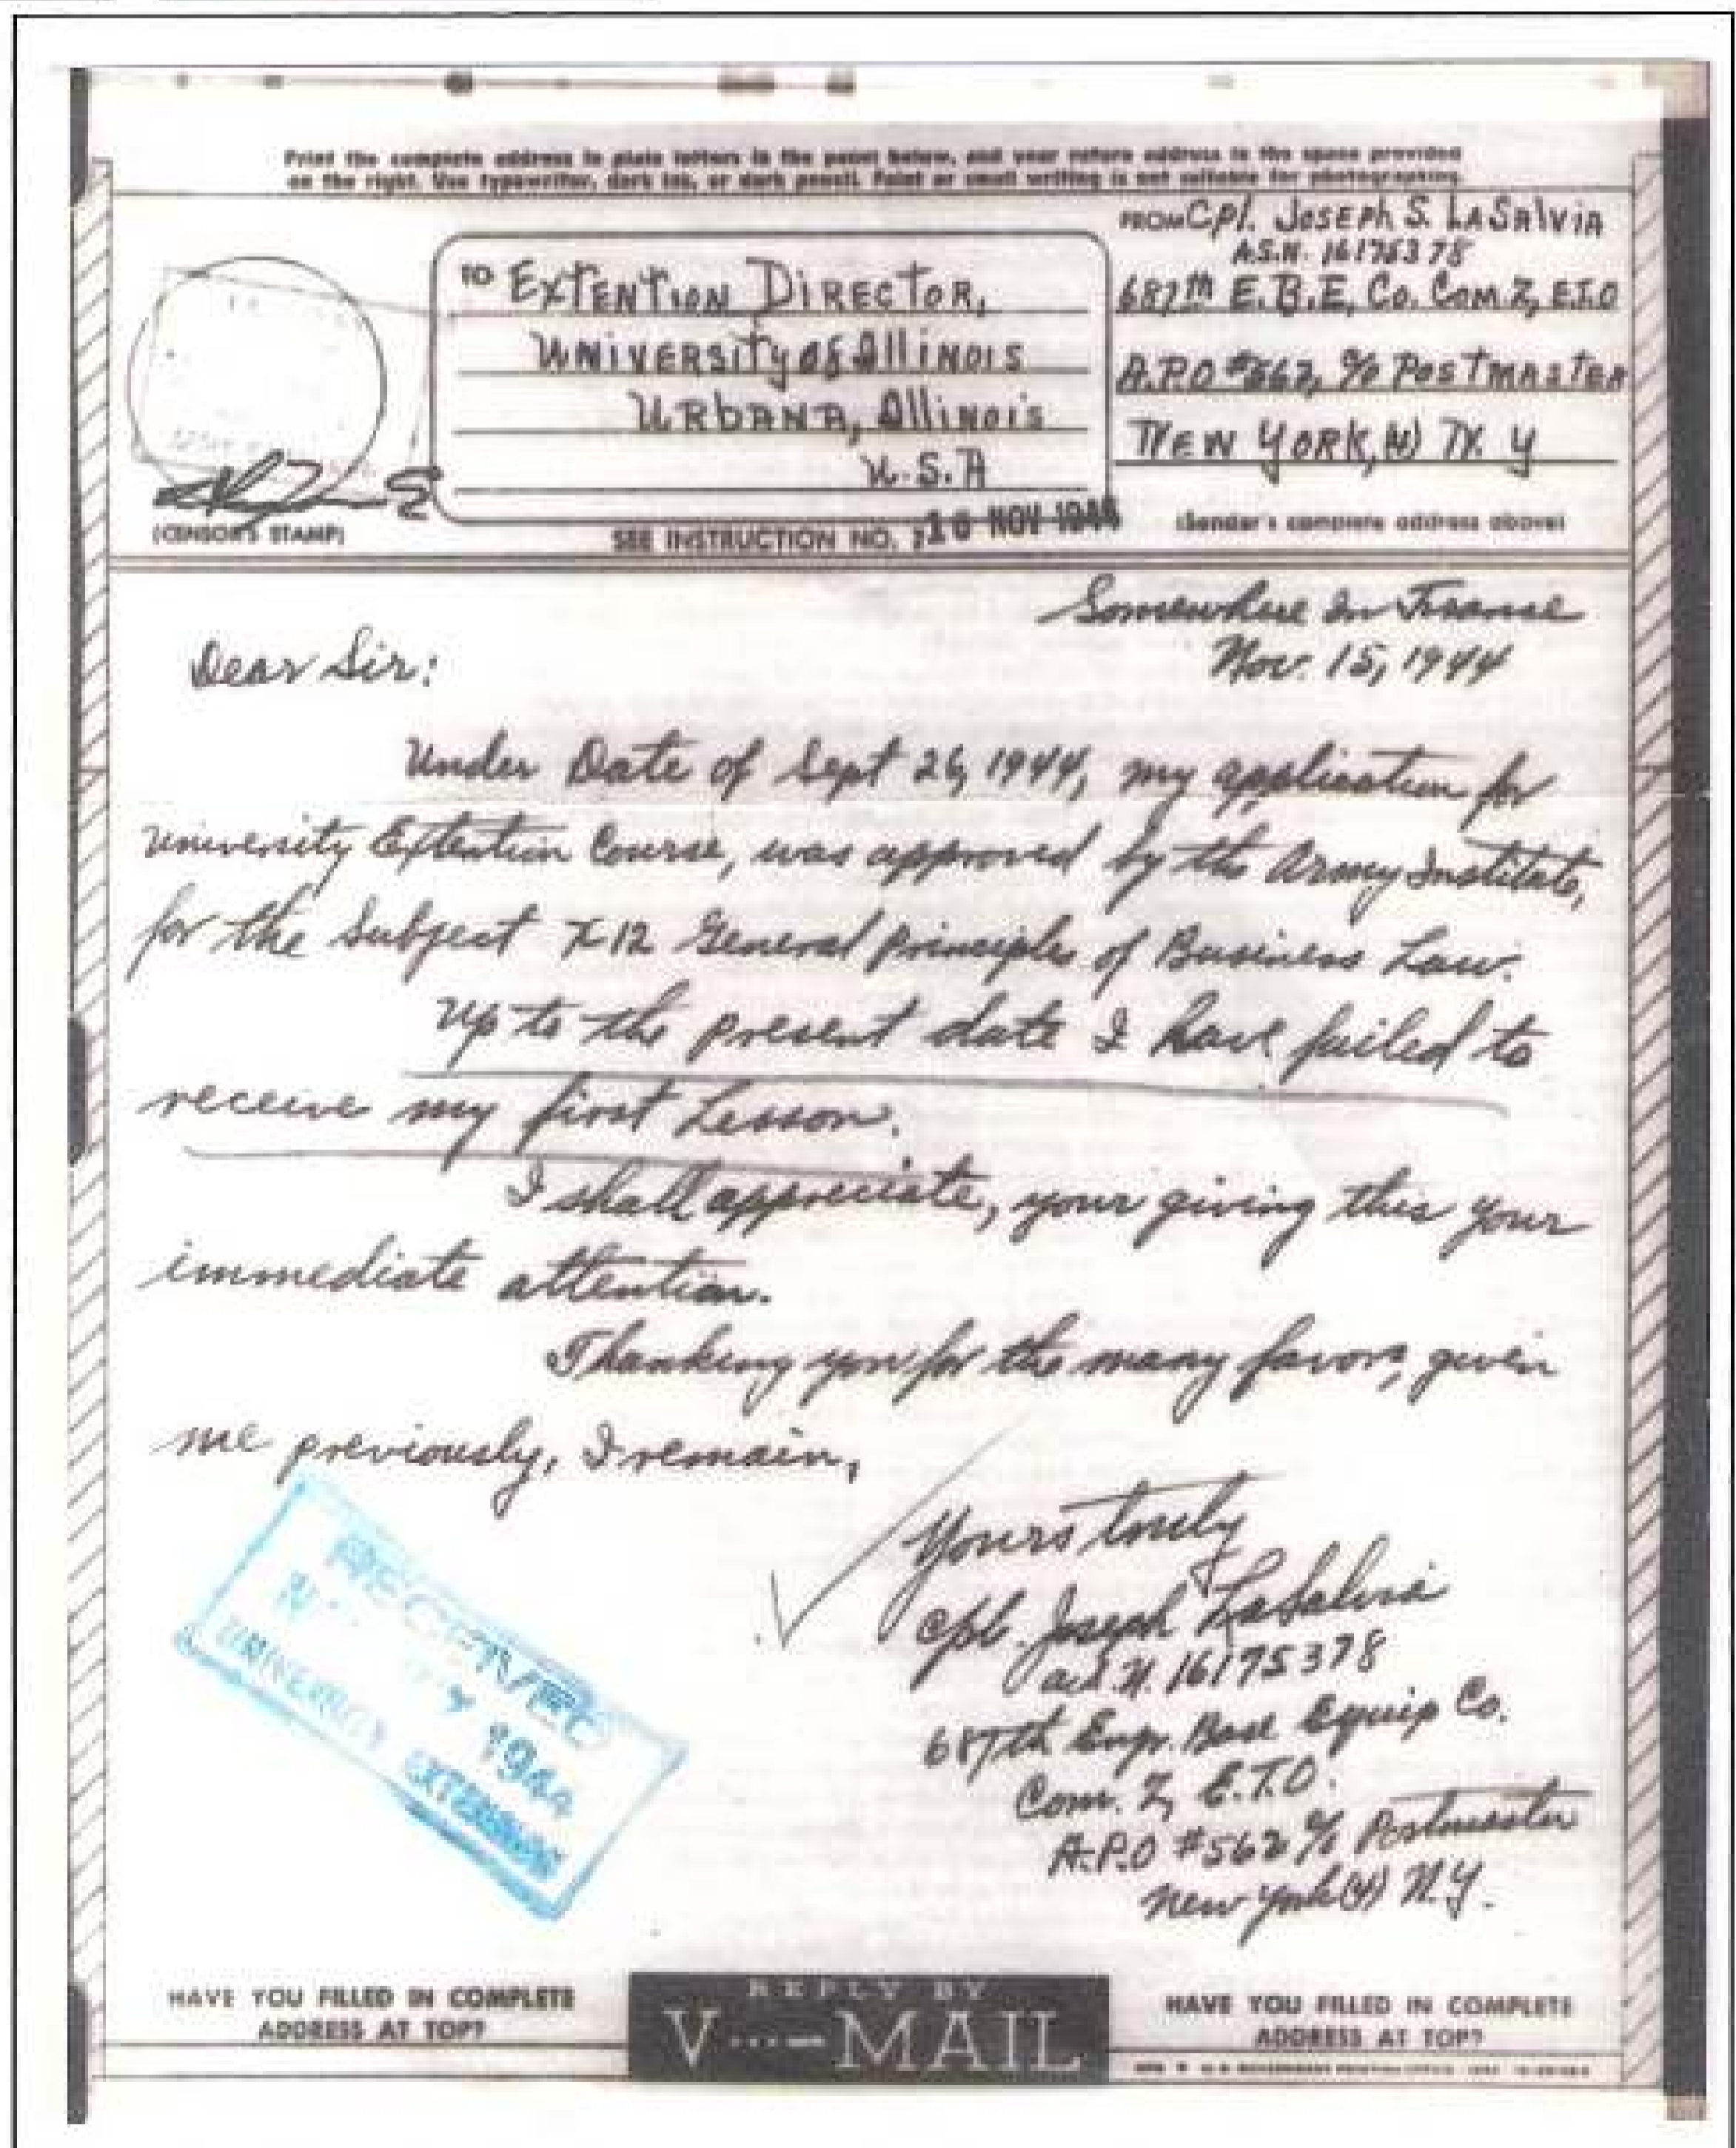 Print the complete address in plain letters in the panel below, and your return address in the space provided
on the right. Use typewriter, dark ink, or dark pencil. Faint or small writing is not suitable for photographing.
FROM Cpl. Joseph S. LaSalvia
A.S.N. 16175378
TO Extention Director,
687th E.B.E, Co. Com Z, E.T.O
University of Illinois
A.P.O #562, % Postmaster
Urbana, Illinois
New York, (4) N. Y
U.S.A
(CENSOR'S STAMP)
SEE INSTRUCTION NO. 2
16 NOV 1944
(Sender's complete address above)
Somewhere In France
Nov. 15, 1944
Dear Sir:
Under Date of Sept 26, 1944, my application for
University Extention Course, was approved by the Army Institute,
for the Subject X-12 General Principles of Business Law.
Up to the present date I have failed to
receive my first Lesson.
I shall appreciate, your giving this your
immediate attention.
Thanking you for the many favors, given
me previously, I remain,
Yours truly
Cpl. Joseph LaSalvia
16175378
687th Engr. Base Equip Co.
Com. Z, E.T.O.
A.P.O #562 % Postmaster
New York (4) N.Y.
RECEIVED
1944
UNIVERSITY EXTENSION
HAVE YOU FILLED IN COMPLETE
ADDRESS AT TOP?
REPLY BY
V···—MAIL
HAVE YOU FILLED IN COMPLETE
ADDRESS AT TOP?